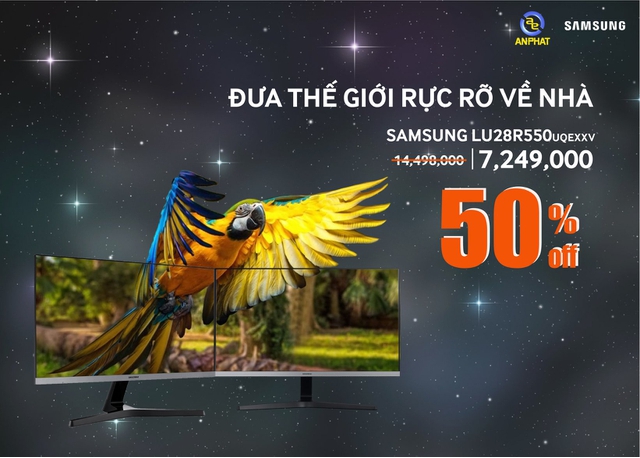 ANPHAT
SAMSUNG
ĐƯA THẾ GIỚI RỰC RỠ VỀ NHÀ
SAMSUNG LU28R550UQEXXV
14,498,000 | 7,249,000
50% off